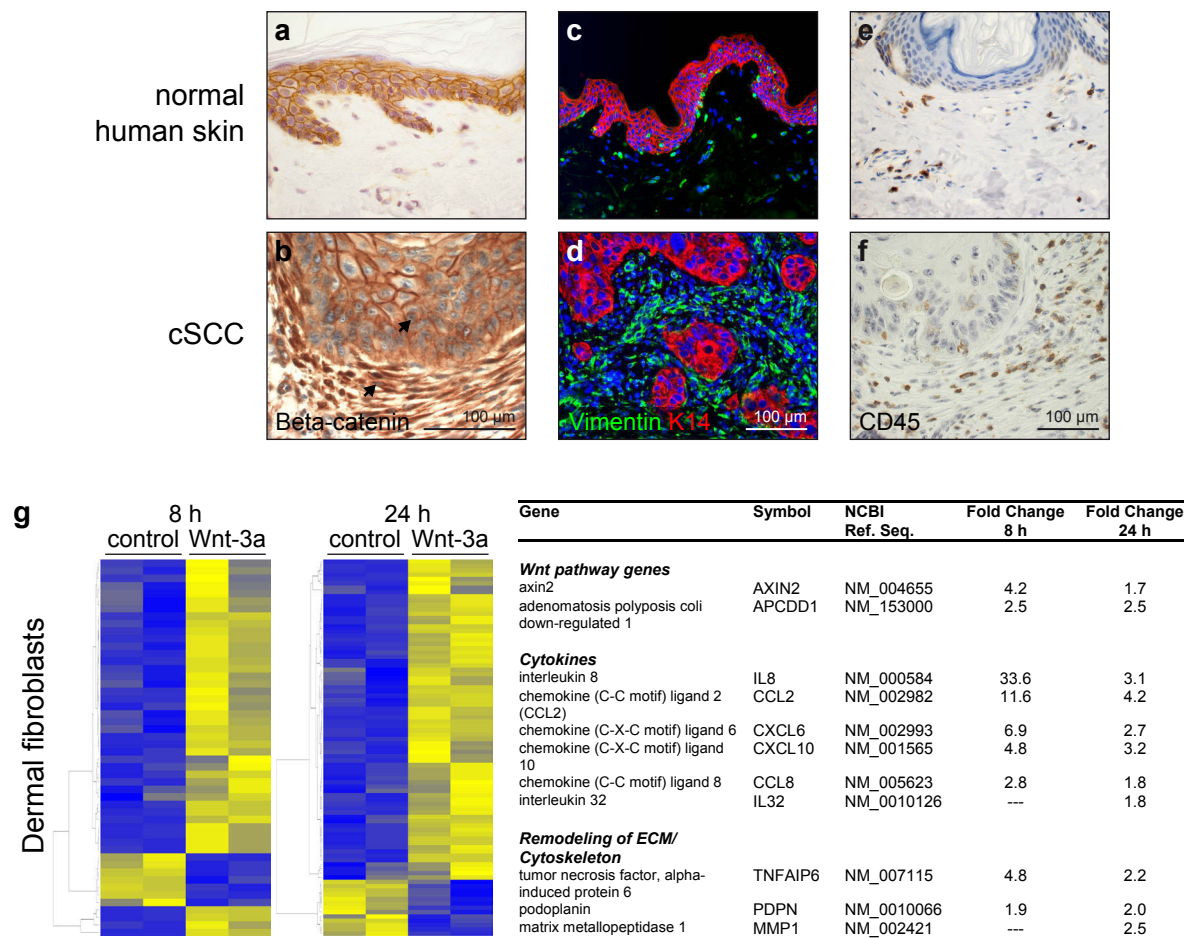 a
c
e
normal
human skin
b
d
f
cSCC
Beta-catenin
100 µm
Vimentin K14
100 µm
CD45
100 µm
g
8 h
24 h
control Wnt-3a
control Wnt-3a
Dermal fibroblasts
Gene Symbol NCBI Ref. Seq. Fold Change 8 h Fold Change 24 h
Wnt pathway genes
axin2 AXIN2 NM_004655 4.2 1.7
adenomatosis polyposis coli APCDD1 NM_153000 2.5 2.5
down-regulated 1
Cytokines
interleukin 8 IL8 NM_000584 33.6 3.1
chemokine (C-C motif) ligand 2 CCL2 NM_002982 11.6 4.2
(CCL2)
chemokine (C-X-C motif) ligand 6 CXCL6 NM_002993 6.9 2.7
chemokine (C-X-C motif) ligand CXCL10 NM_001565 4.8 3.2
10
chemokine (C-C motif) ligand 8 CCL8 NM_005623 2.8 1.8
interleukin 32 IL32 NM_0010126 --- 1.8
Remodeling of ECM/
Cytoskeleton
tumor necrosis factor, alpha- TNFAIP6 NM_007115 4.8 2.2
induced protein 6
podoplanin PDPN NM_0010066 1.9 2.0
matrix metallopeptidase 1 MMP1 NM_002421 --- 2.5